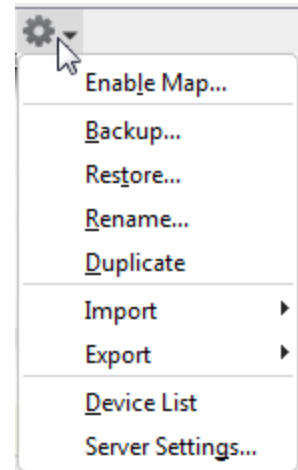 Enable Map...
Backup...
Restore...
Rename...
Duplicate
Import
Export
Device List
Server Settings...